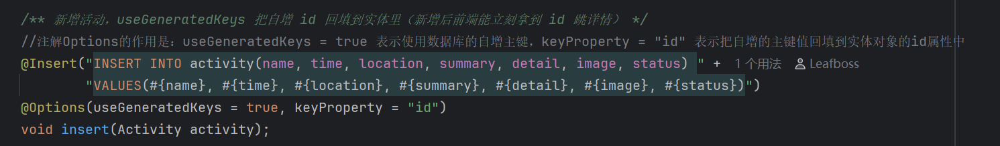 /** 新增活动，useGeneratedKeys 把自增 id 回填到实体里（新增后前端能立刻拿到 id 跳详情） */
//注解Options的作用是：useGeneratedKeys = true 表示使用数据库的自增主键，keyProperty = "id" 表示把自增的主键值回填到实体对象的id属性中
@Insert("INSERT INTO activity(name, time, location, summary, detail, image, status) " + 1 个用法 Leafboss
"VALUES(#{name}, #{time}, #{location}, #{summary}, #{detail}, #{image}, #{status})")
@Options(useGeneratedKeys = true, keyProperty = "id")
void insert(Activity activity);